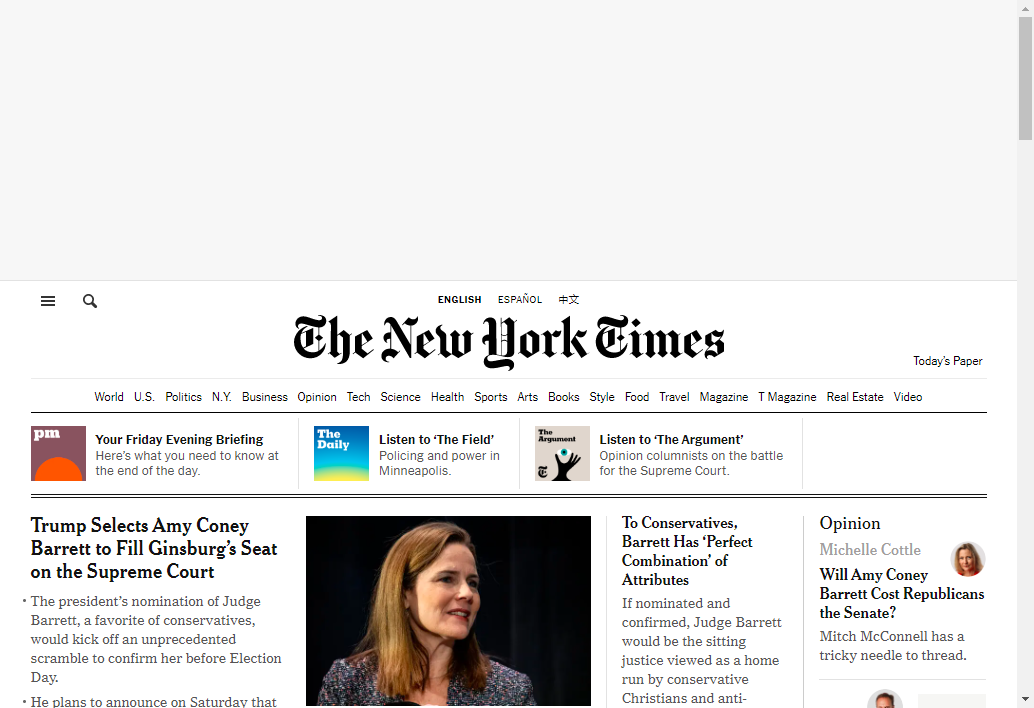 ENGLISH ESPAÑOL 中文
The New York Times
Today's Paper
World U.S. Politics N.Y. Business Opinion Tech Science Health Sports Arts Books Style Food Travel Magazine T Magazine Real Estate Video
pm
Your Friday Evening Briefing
Here's what you need to know at
the end of the day.
The
Daily
Listen to ‘The Field’
Policing and power in
Minneapolis.
The
Argument
Listen to ‘The Argument’
Opinion columnists on the battle
for the Supreme Court.
Trump Selects Amy Coney
Barrett to Fill Ginsburg's Seat
on the Supreme Court
• The president's nomination of Judge
Barrett, a favorite of conservatives,
would kick off an unprecedented
scramble to confirm her before Election
Day.
• He plans to announce on Saturday that
To Conservatives,
Barrett Has ‘Perfect
Combination’ of
Attributes
If nominated and
confirmed, Judge Barrett
would be the sitting
justice viewed as a home
run by conservative
Christians and anti-
Opinion
Michelle Cottle
Will Amy Coney
Barrett Cost Republicans
the Senate?
Mitch McConnell has a
tricky needle to thread.